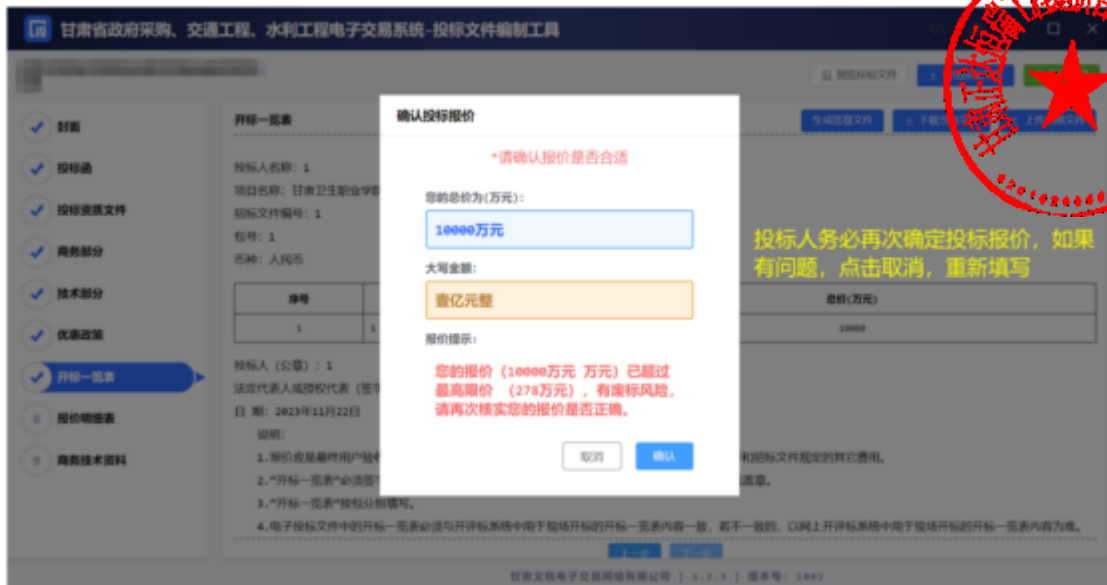 甘肃省政府采购、交通工程、水利工程电子交易系统-投标文件编制工具
预览投标文件
封面
投标函
投标资质文件
商务部分
技术部分
优惠政策
开标一览表
8 报价明细表
9 商务技术资料
开标一览表
生成签章文件
投标人名称：1
项目名称：甘肃卫生职业学院
招标文件编号：1
包号：1
币种：人民币
序号
总价(万元)
1
1
10000
投标人（公章）：1
法定代表人或授权代表（签字
日 期：2023年11月22日
说明：
1.报价应是最终用户验收
和招标文件规定的其它费用。
2."开标一览表"必须签
盖章。
3."开标一览表"按包分别填写。
4.电子投标文件中的开标一览表必须与开评标系统中用于现场开标的开标一览表内容一致，若不一致的，以网上开评标系统中用于现场开标的开标一览表内容为准。
上一步
下一步
确认投标报价
*请确认报价是否合适
您的总价为(万元)：
10000万元
大写金额：
壹亿元整
报价提示：
您的报价（10000万元 万元）已超过
最高限价 （278万元），有废标风险，
请再次核实您的报价是否正确。
取消
确认
投标人务必再次确定投标报价，如果
有问题，点击取消，重新填写
甘肃文锐电子交易网络有限公司 | 1.2.3 | 版本号：1002